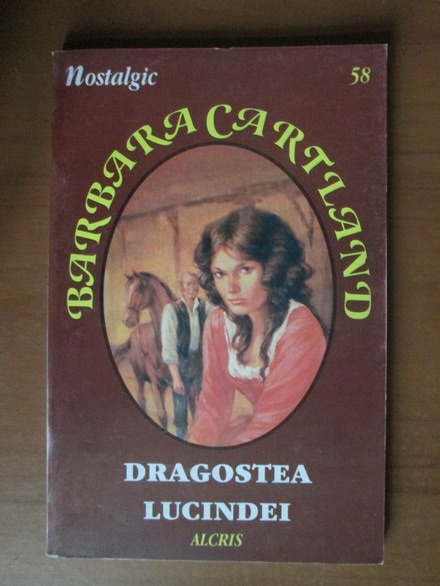 Nostalgic 58
BARBARA CARTLAND
DRAGOSTEA
LUCINDEI
ALCRIS